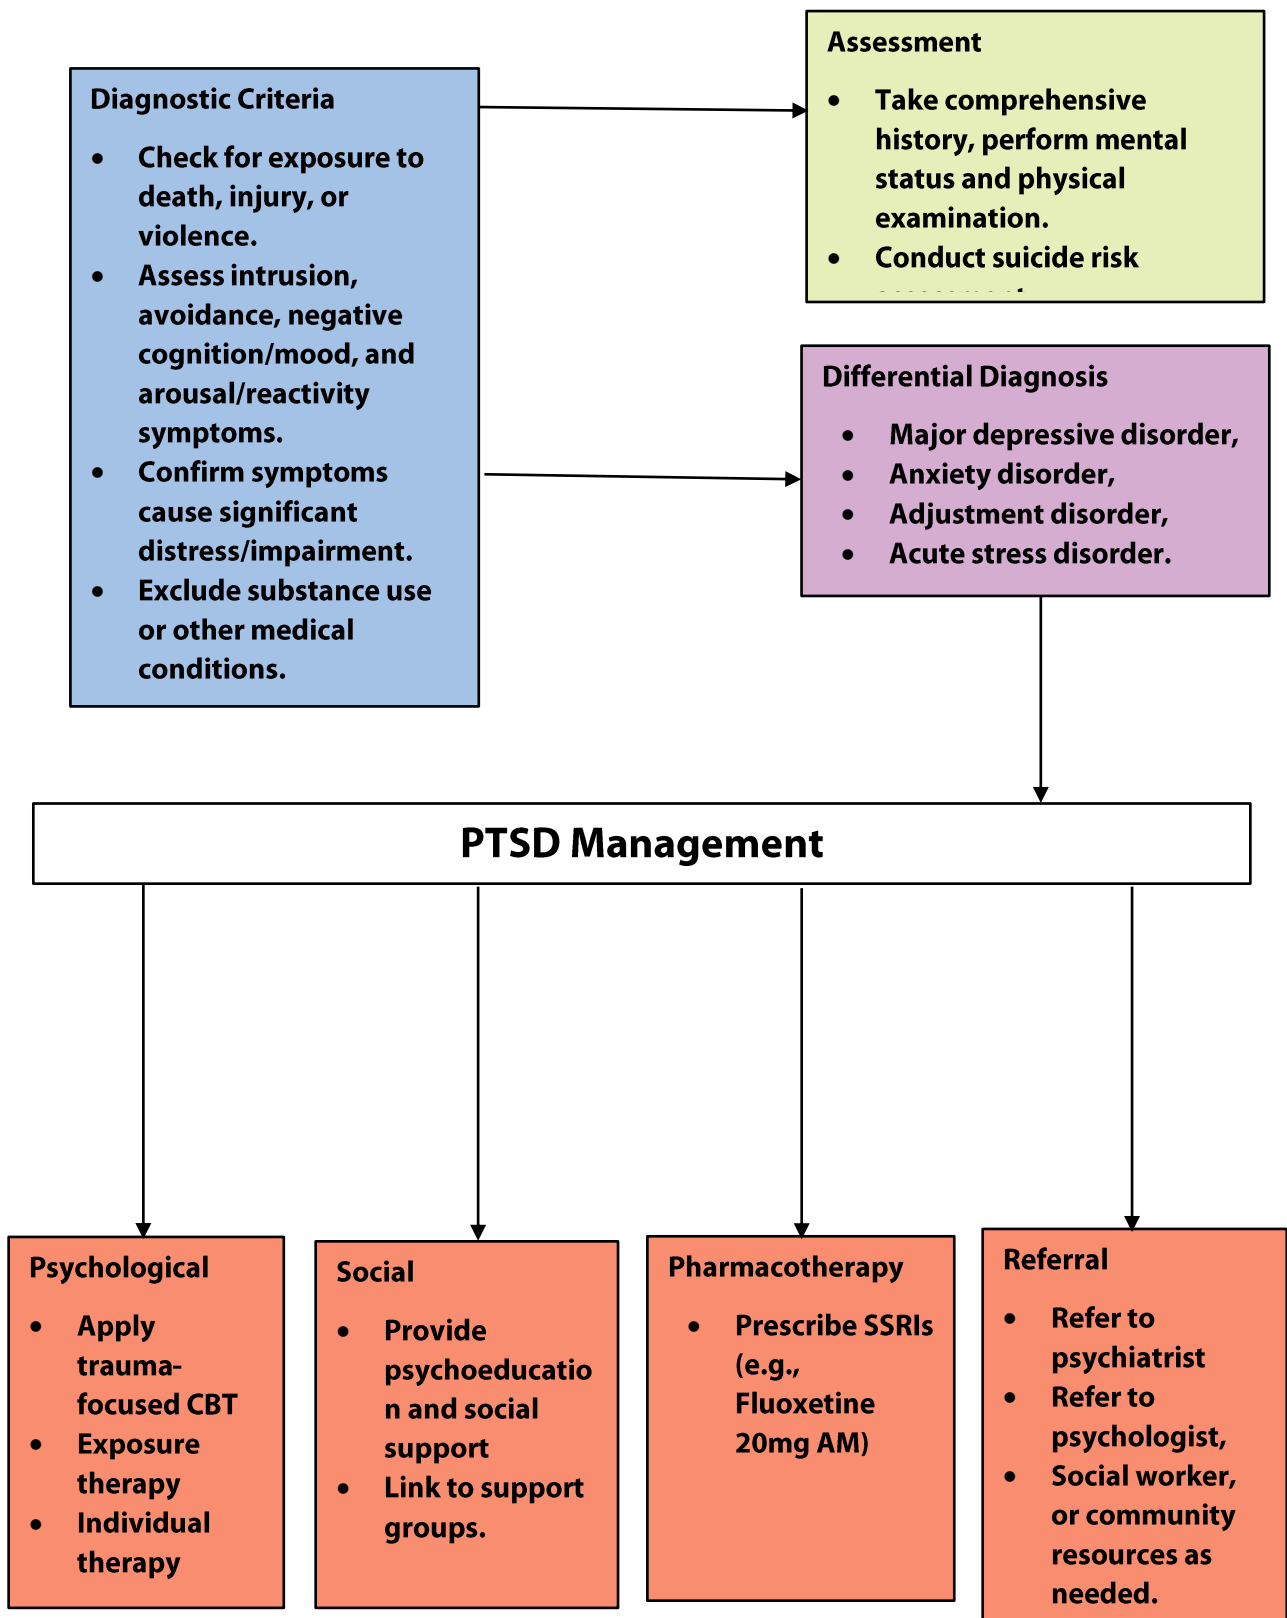 Diagnostic Criteria
• Check for exposure to
death, injury, or
violence.
• Assess intrusion,
avoidance, negative
cognition/mood, and
arousal/reactivity
symptoms.
• Confirm symptoms
cause significant
distress/impairment.
• Exclude substance use
or other medical
conditions.
Assessment
• Take comprehensive
history, perform mental
status and physical
examination.
• Conduct suicide risk
Differential Diagnosis
• Major depressive disorder,
• Anxiety disorder,
• Adjustment disorder,
• Acute stress disorder.
PTSD Management
Psychological
• Apply
trauma-
focused CBT
• Exposure
therapy
• Individual
therapy
Social
• Provide
psychoeducatio
n and social
support
• Link to support
groups.
Pharmacotherapy
• Prescribe SSRIs
(e.g.,
Fluoxetine
20mg AM)
Referral
• Refer to
psychiatrist
• Refer to
psychologist,
• Social worker,
or community
resources as
needed.